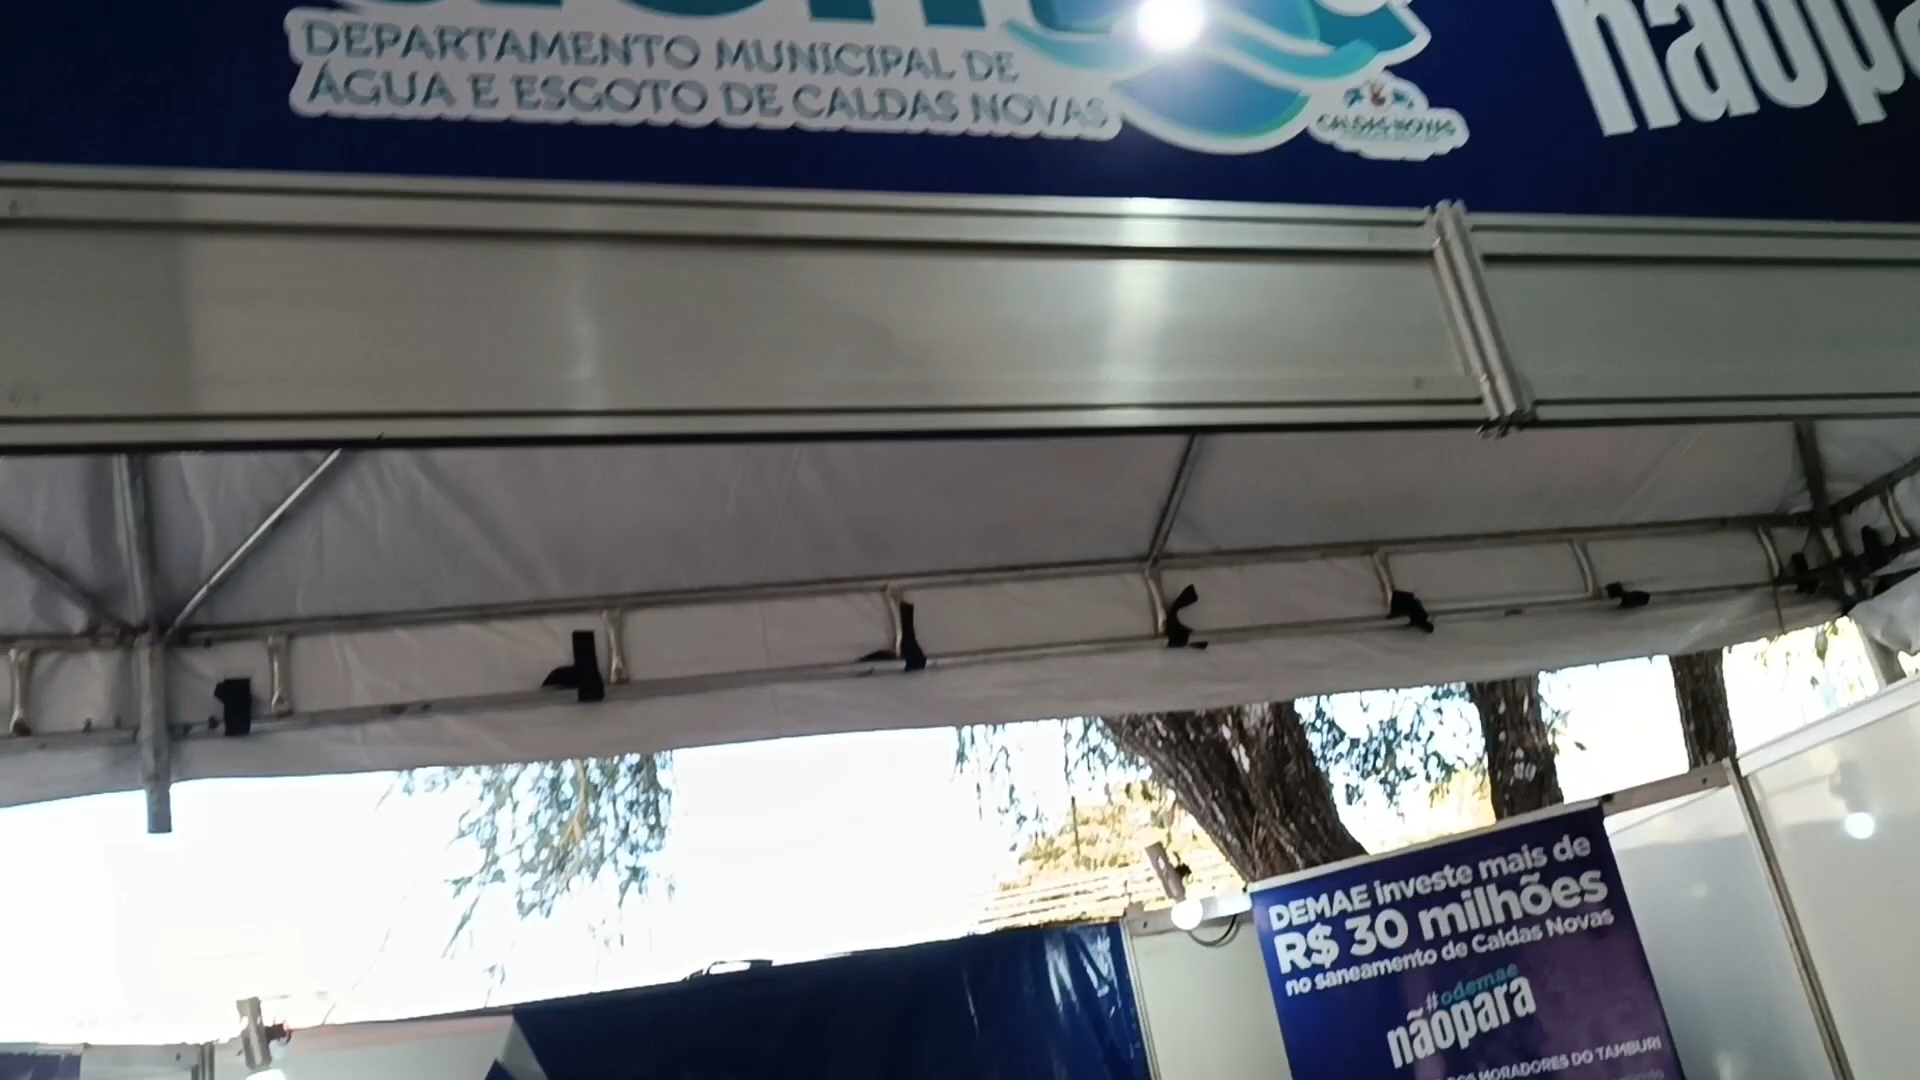 DEPARTAMENTO MUNICIPAL DE
ÁGUA E ESGOTO DE CALDAS NOVAS
CALDAS NOVAS
nãopa
DEMAE investe mais de
R$ 30 milhões
no saneamento de Caldas Novas
#odemae
nãopara
MORADORES DO TAMBURI